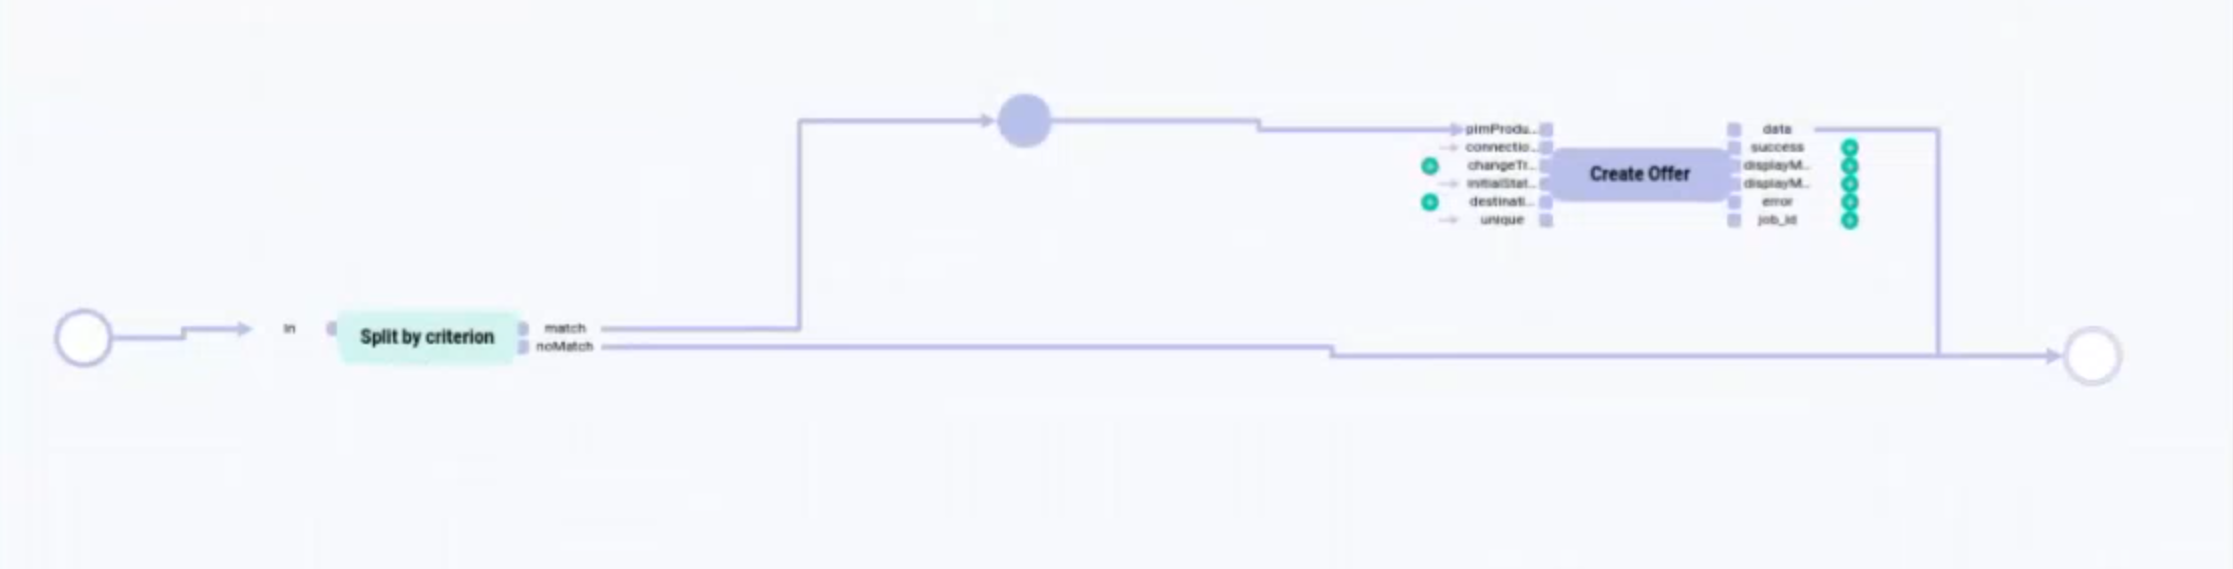 In
Split by criterion
match
noMatch
pimProdu...
connectio...
changeTr...
initialStat...
destinati...
unique
Create Offer
data
success
displayM...
displayM...
error
job_id